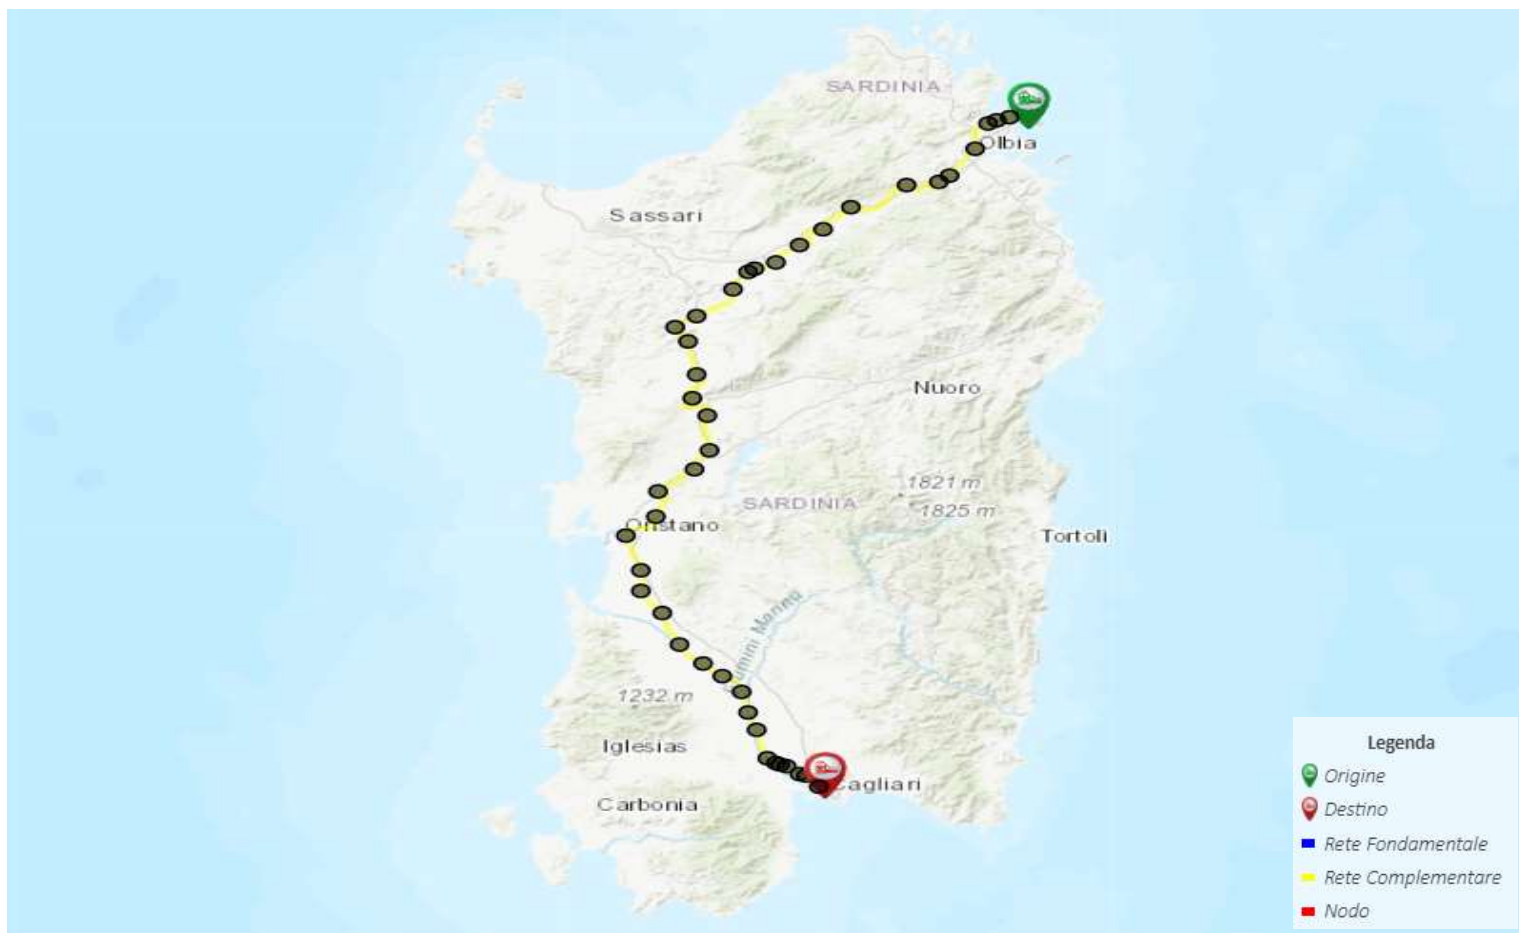 SARDINIA
Olbia
Sassari
Nuoro
1821 m
SARDINIA
1825 m
Oristano
Tortolì
1232 m
Iglesias
Cagliari
Carbonia
Legenda
Origine
Destino
Rete Fondamentale
Rete Complementare
Nodo